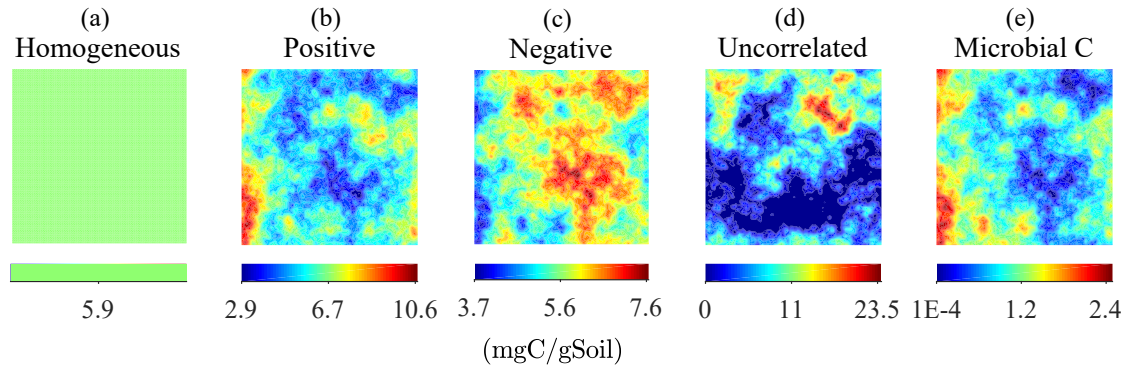 (a) (b) (c) (d) (e)
Homogeneous Positive Negative Uncorrelated Microbial C
5.9 2.9 6.7 10.6 3.7 5.6 7.6 0 11 23.5 1E-4 1.2 2.4
(mgC/gSoil)